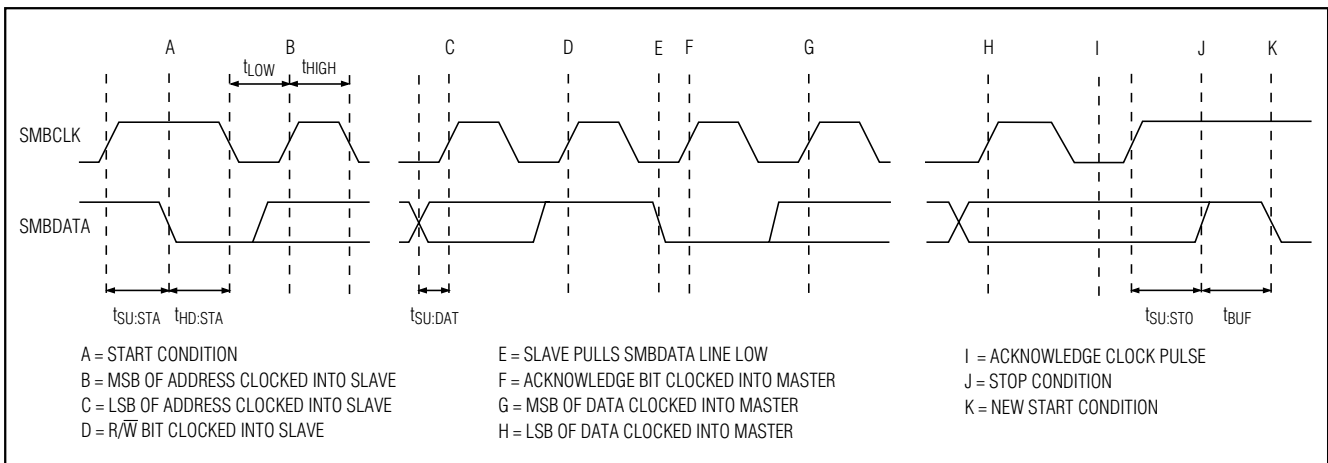 A B C D E F G H I J K
tLOW tHIGH
SMBCLK
SMBDATA
tSU:STA tHD:STA tSU:DAT tSU:STO tBUF
A = START CONDITION
B = MSB OF ADDRESS CLOCKED INTO SLAVE
C = LSB OF ADDRESS CLOCKED INTO SLAVE
D = R/W̅ BIT CLOCKED INTO SLAVE
E = SLAVE PULLS SMBDATA LINE LOW
F = ACKNOWLEDGE BIT CLOCKED INTO MASTER
G = MSB OF DATA CLOCKED INTO MASTER
H = LSB OF DATA CLOCKED INTO MASTER
I = ACKNOWLEDGE CLOCK PULSE
J = STOP CONDITION
K = NEW START CONDITION